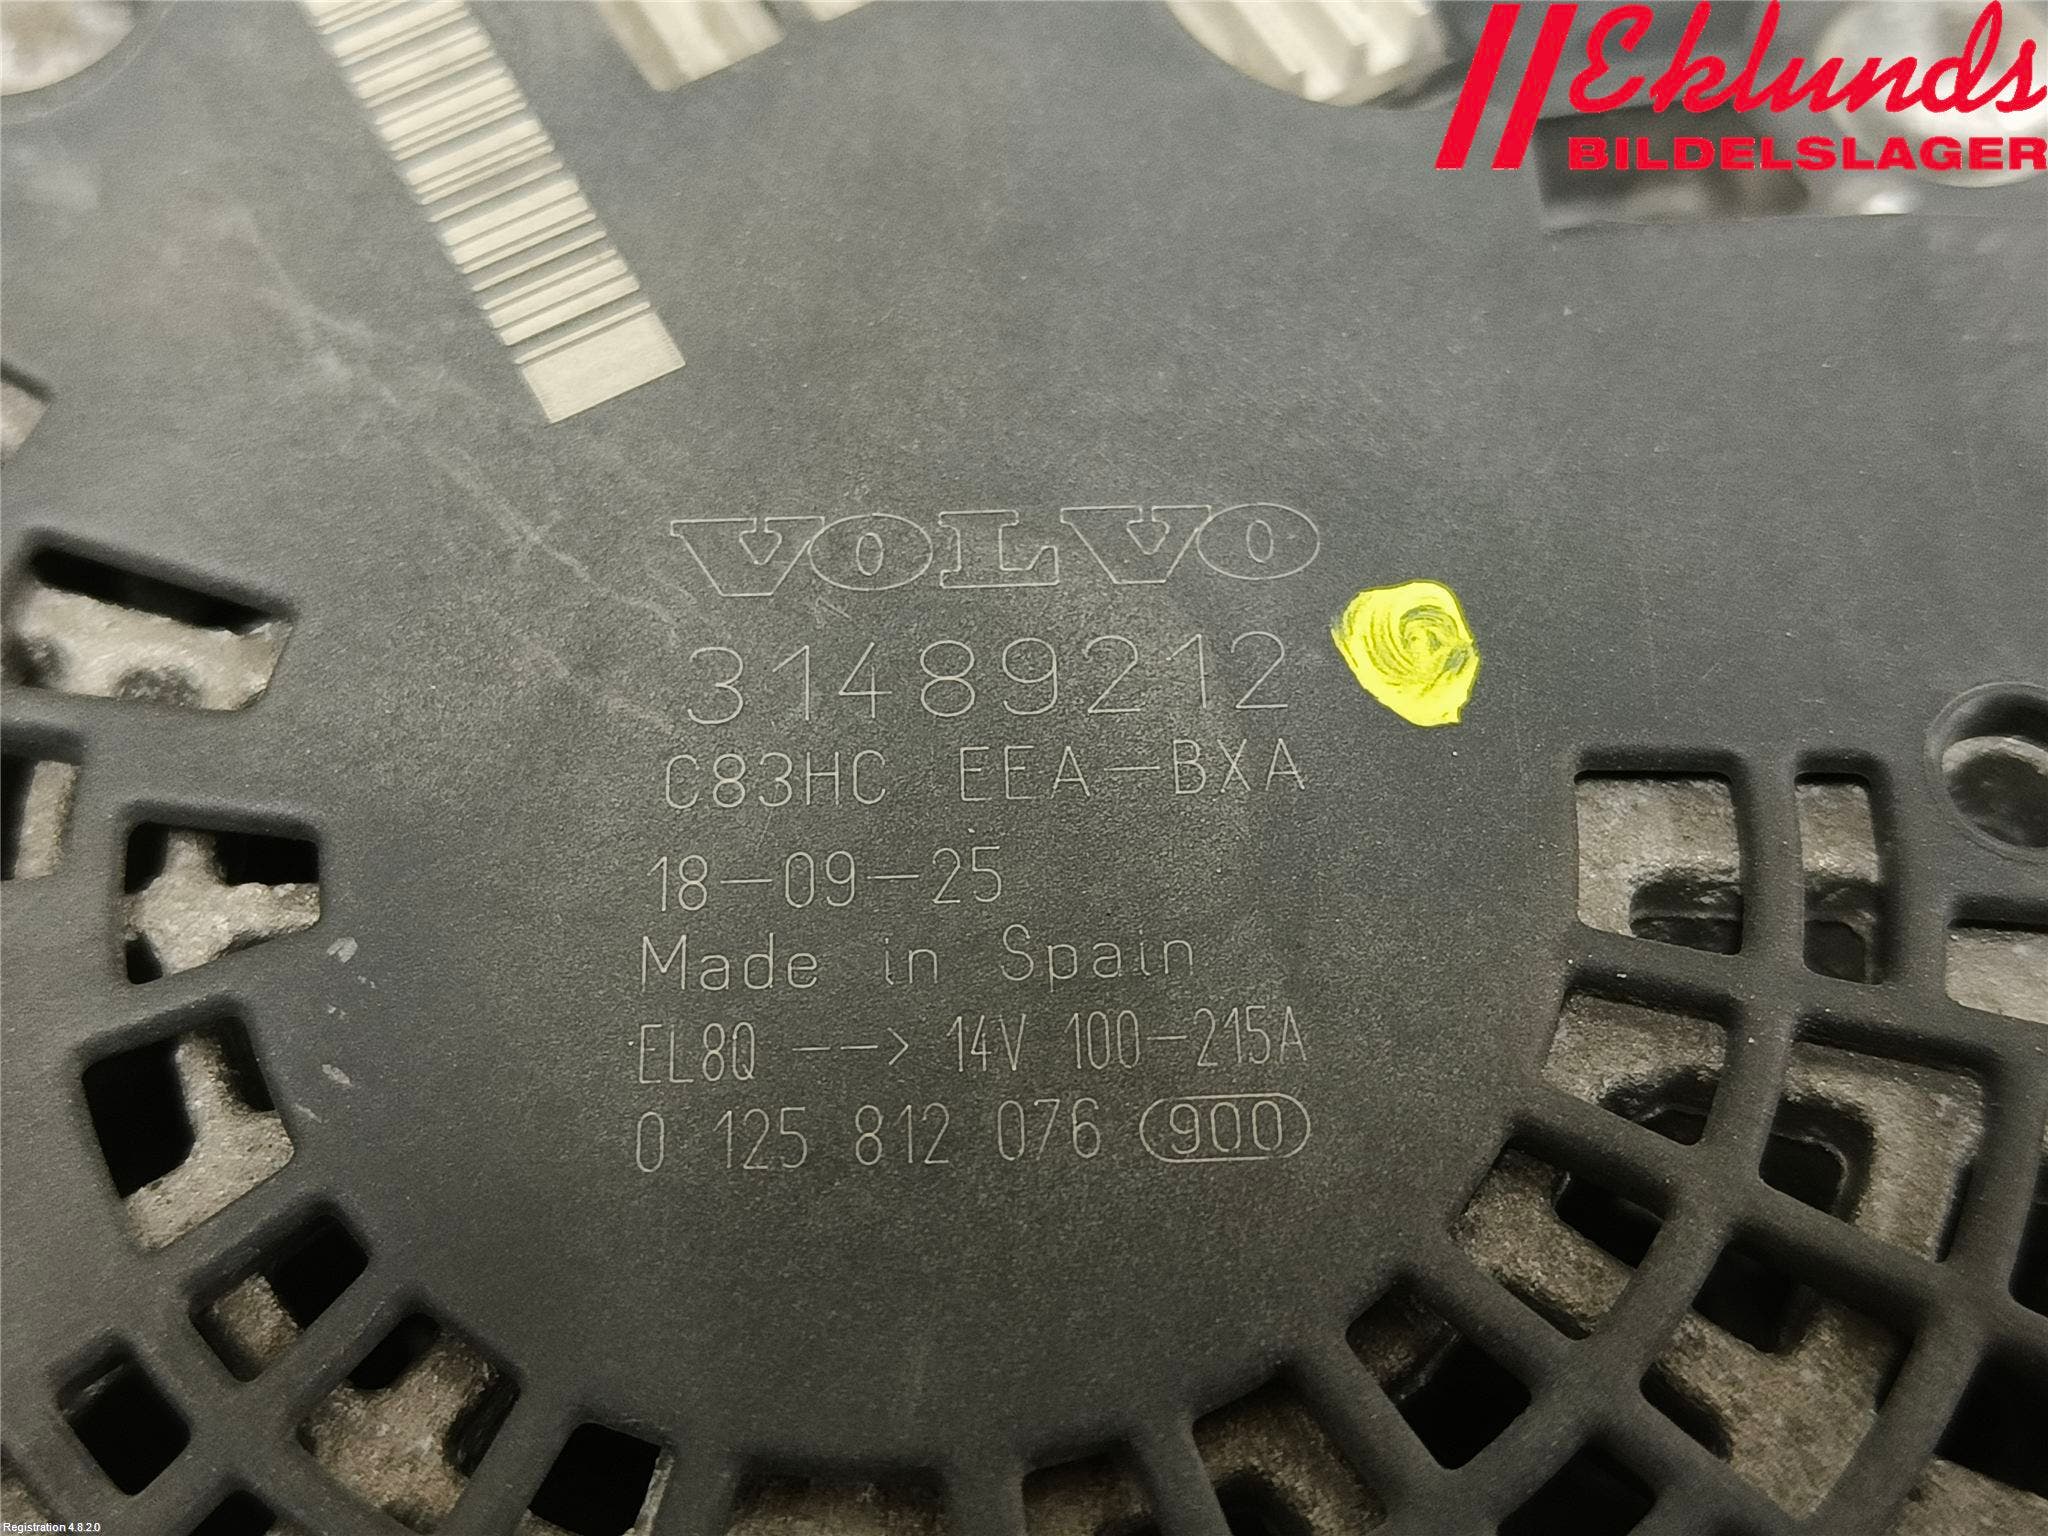 Eklunds
BILDELSLAGER
VOLVO
31489212
C83HC EEA-BXA
18-09-25
Made in Spain
EL8Q --> 14V 100-215A
0 125 812 076 900
Registration 4.8.2.0